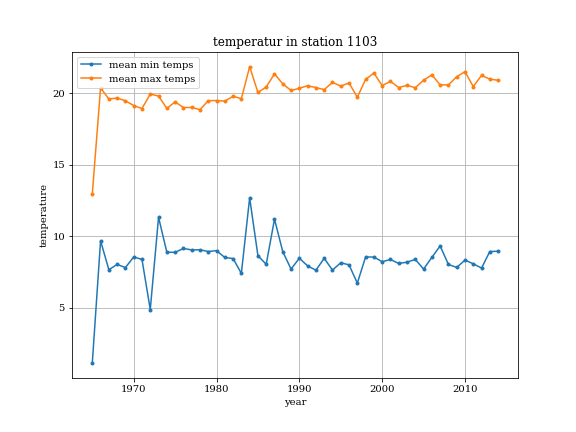 temperatur in station 1103
mean min temps
mean max temps
temperature
20
15
10
5
1970 1980 1990 2000 2010
year